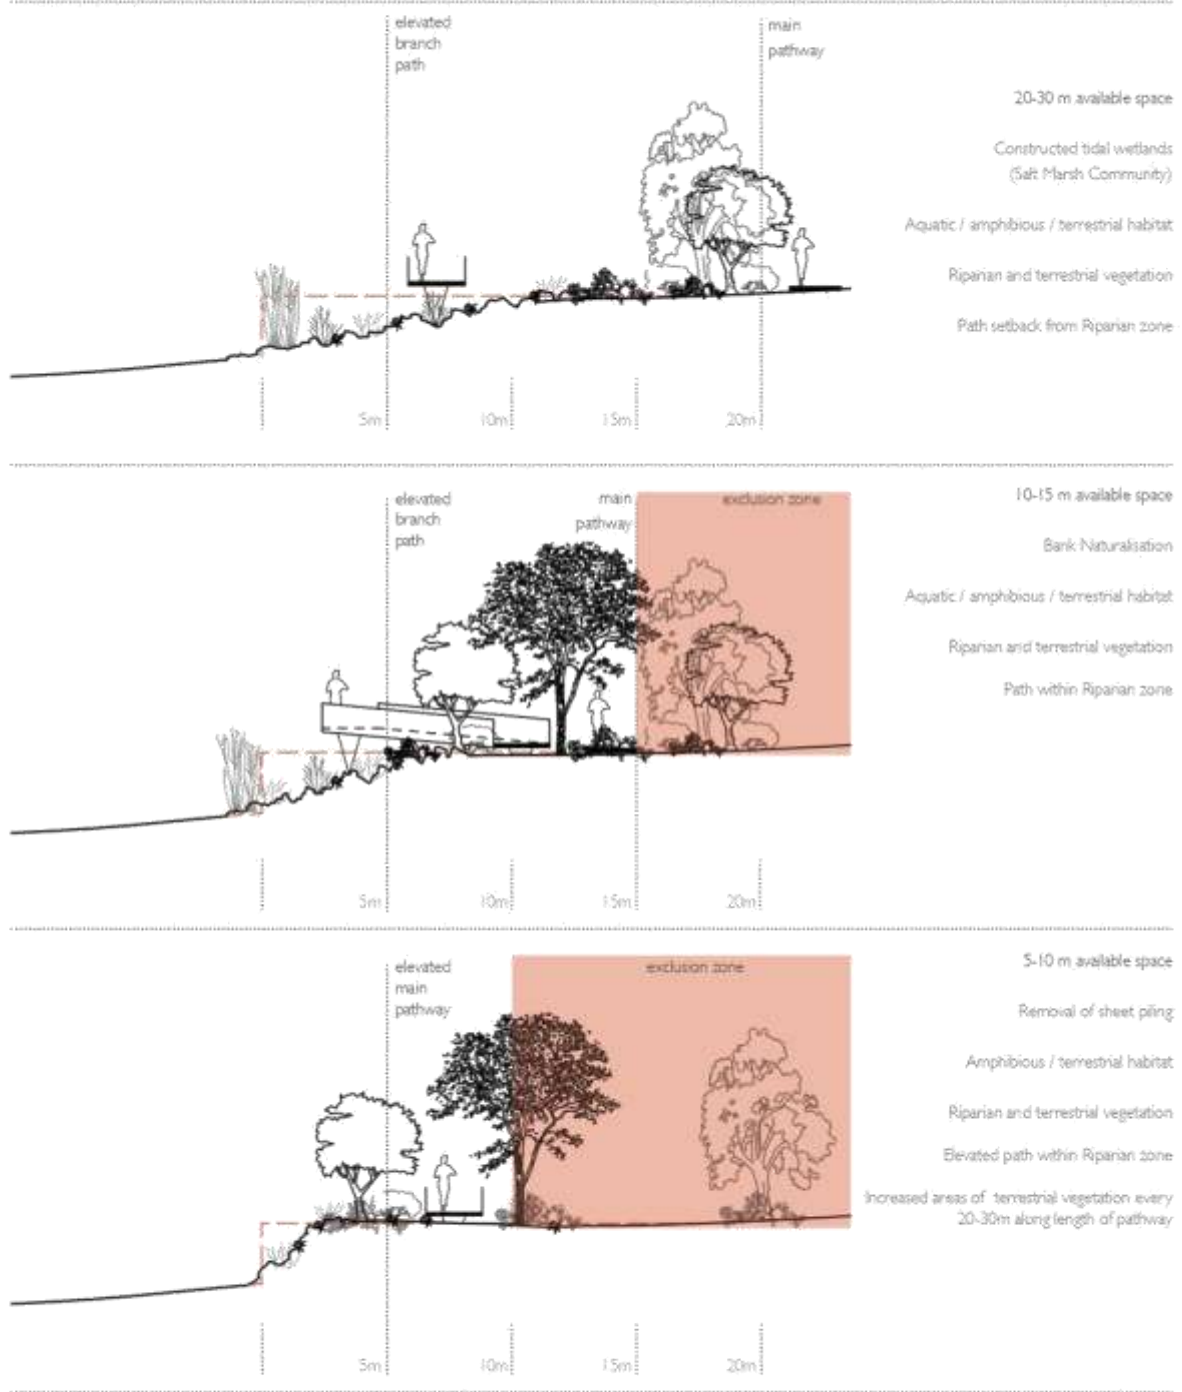 elevated
branch
path
main
pathway
20-30 m available space
Constructed tidal wetlands
(Salt Marsh Community)
Aquatic / amphibious / terrestrial habitat
Riparian and terrestrial vegetation
Path setback from Riparian zone
5m
10m
15m
20m
elevated
branch
path
main
pathway
exclusion zone
10-15 m available space
Bank Naturalisation
Aquatic / amphibious / terrestrial habitat
Riparian and terrestrial vegetation
Path within Riparian zone
5m
10m
15m
20m
elevated
main
pathway
exclusion zone
5-10 m available space
Removal of sheet piling
Amphibious / terrestrial habitat
Riparian and terrestrial vegetation
Elevated path within Riparian zone
Increased areas of terrestrial vegetation every
20-30m along length of pathway
5m
10m
15m
20m